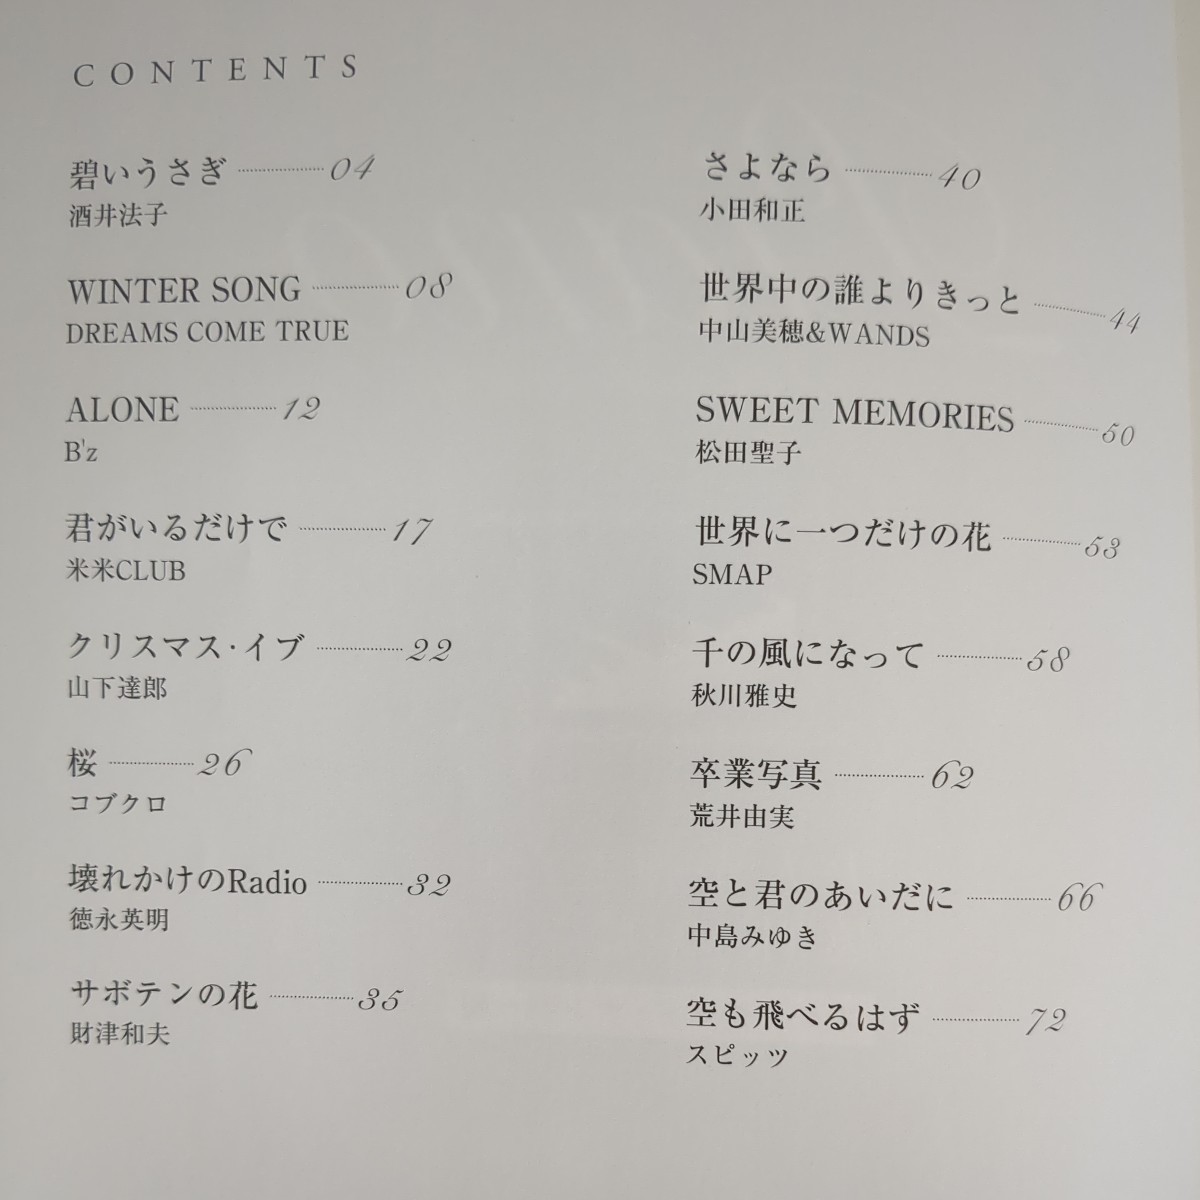 CONTENTS
碧いうさぎ 04
酒井法子
WINTER SONG 08
DREAMS COME TRUE
ALONE 12
B'z
君がいるだけで 17
米米CLUB
クリスマス・イブ 22
山下達郎
桜 26
コブクロ
壊れかけのRadio 32
徳永英明
サボテンの花 35
財津和夫
さよなら 40
小田和正
世界中の誰よりきっと 44
中山美穂&WANDS
SWEET MEMORIES 50
松田聖子
世界に一つだけの花 53
SMAP
千の風になって 58
秋川雅史
卒業写真 62
荒井由実
空と君のあいだに 66
中島みゆき
空も飛べるはず 72
スピッツ